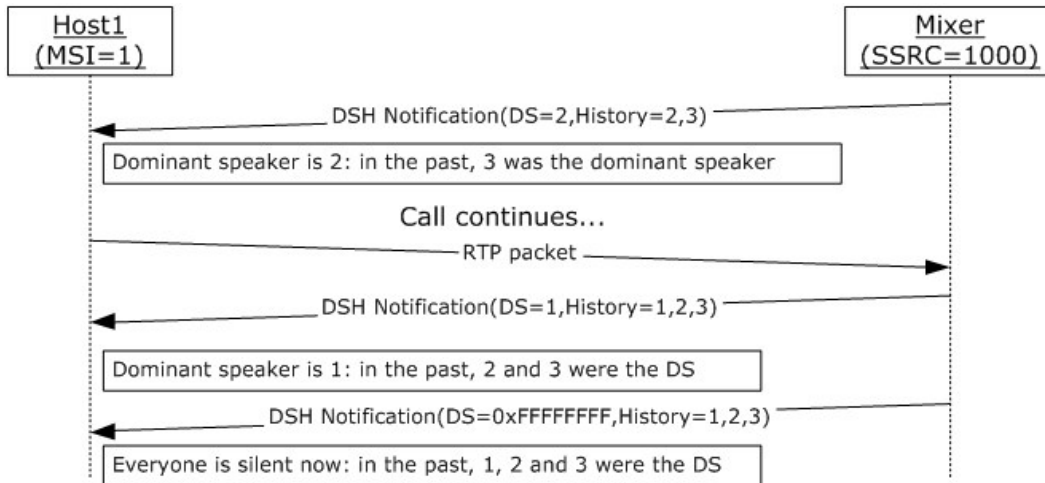 Host1
(MSI=1)
Mixer
(SSRC=1000)
DSH Notification(DS=2,History=2,3)
Dominant speaker is 2: in the past, 3 was the dominant speaker
Call continues...
RTP packet
DSH Notification(DS=1,History=1,2,3)
Dominant speaker is 1: in the past, 2 and 3 were the DS
DSH Notification(DS=0xFFFFFFFF,History=1,2,3)
Everyone is silent now: in the past, 1, 2 and 3 were the DS